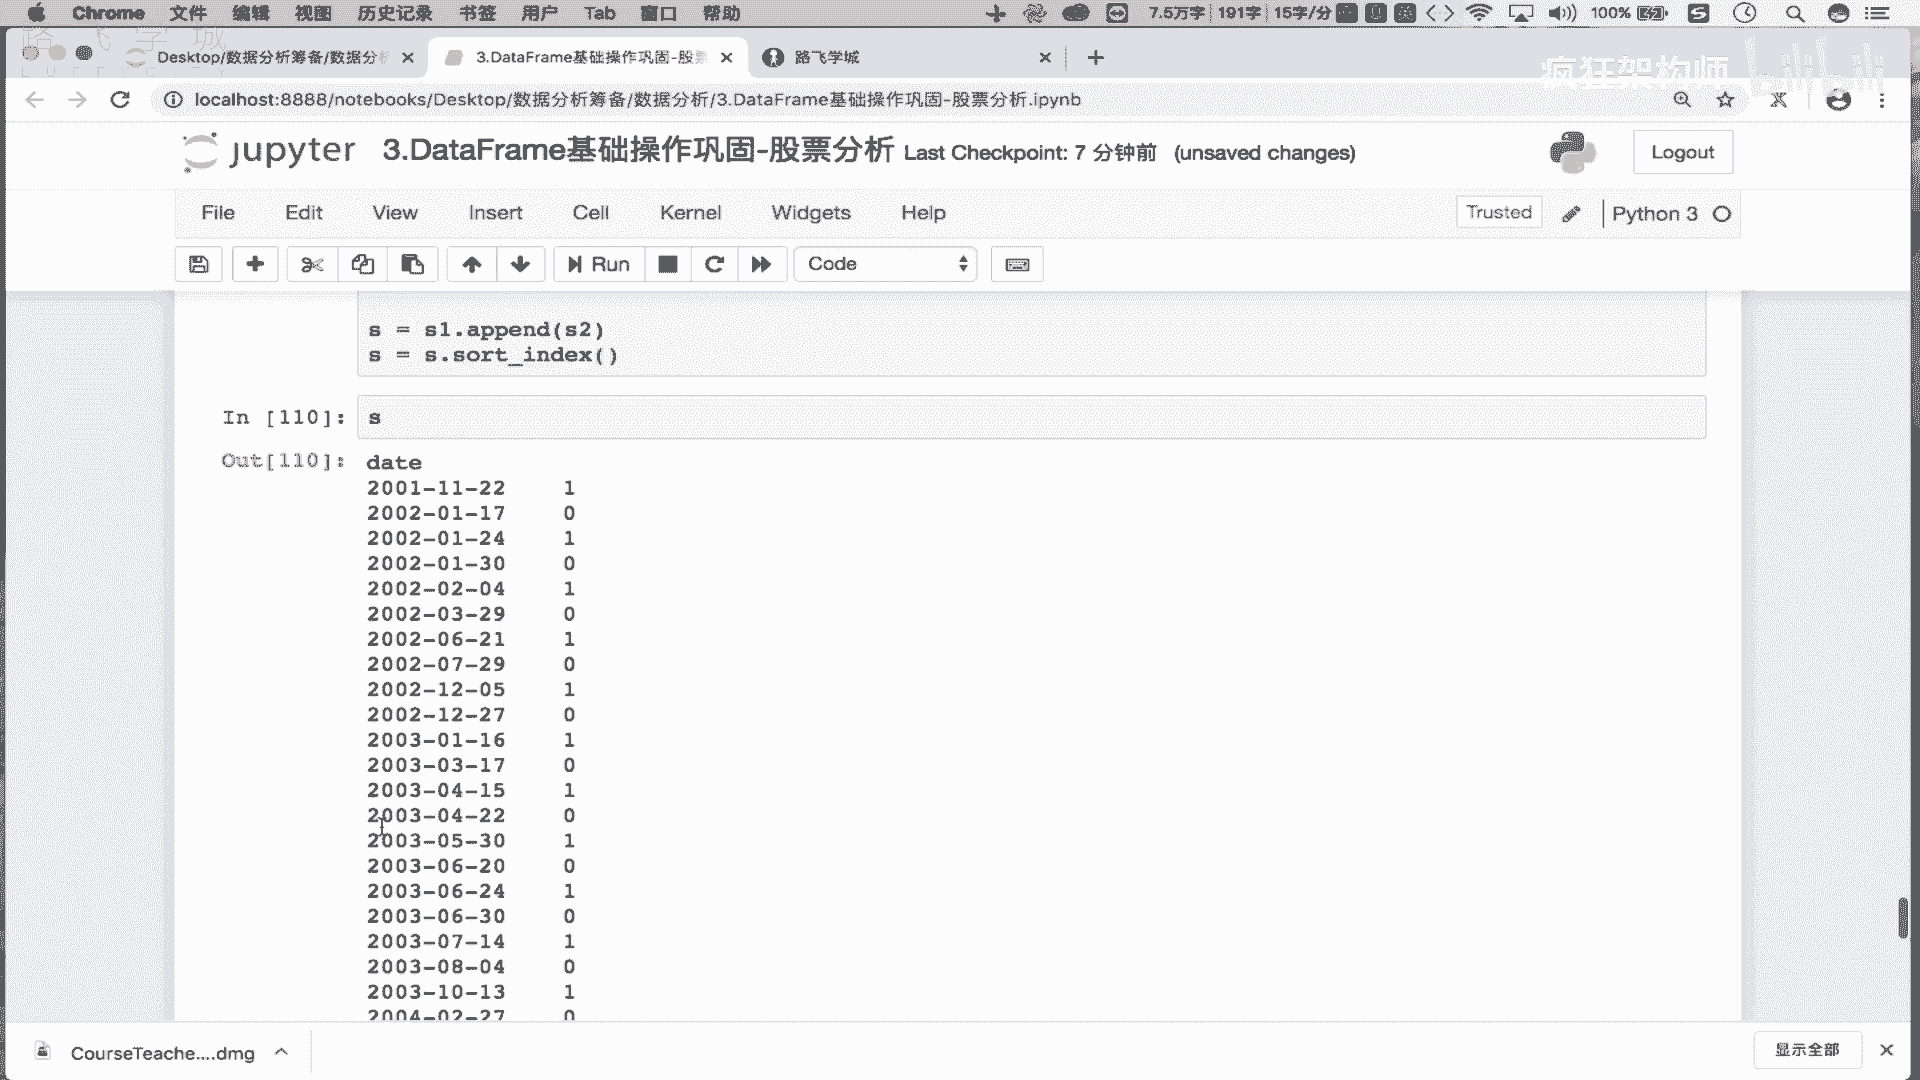 Chrome 文件 编辑 视图 历史记录 书签 用户 Tab 窗口 帮助 7.5万字 191字 15字/分 100%
路飞学城
Desktop/数据分析筹备/数据分析 3.DataFrame基础操作巩固-股票 路飞学城
疯狂架构师 bilibili
localhost:8888/notebooks/Desktop/数据分析筹备/数据分析/3.DataFrame基础操作巩固-股票分析.ipynb
jupyter 3.DataFrame基础操作巩固-股票分析 Last Checkpoint: 7 分钟前 (unsaved changes) Logout
File Edit View Insert Cell Kernel Widgets Help Trusted Python 3
Run Code
s = s1.append(s2)
s = s.sort_index()
In [110]: s
Out[110]: date
2001-11-22 1
2002-01-17 0
2002-01-24 1
2002-01-30 0
2002-02-04 1
2002-03-29 0
2002-06-21 1
2002-07-29 0
2002-12-05 1
2002-12-27 0
2003-01-16 1
2003-03-17 0
2003-04-15 1
2003-04-22 0
2003-05-30 1
2003-06-20 0
2003-06-24 1
2003-06-30 0
2003-07-14 1
2003-08-04 0
2003-10-13 1
2004-02-27 0
CourseTeache....dmg 显示全部